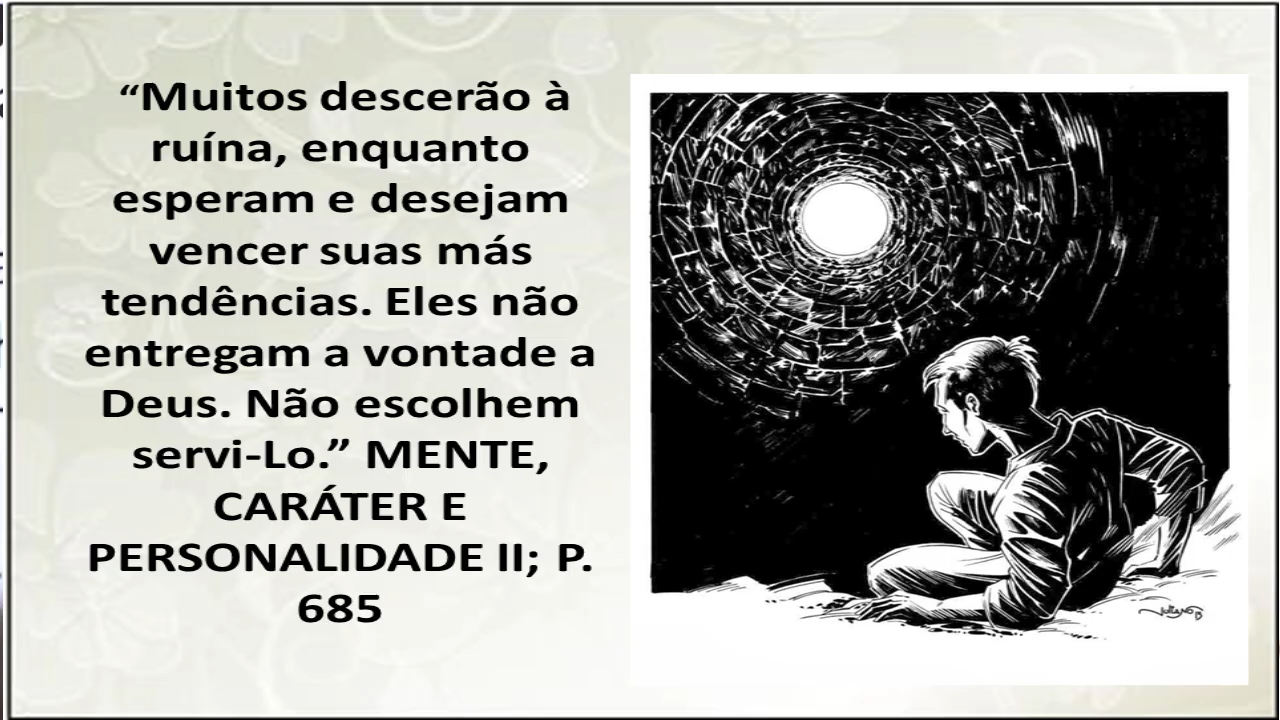 “Muitos descerão à
ruína, enquanto
esperam e desejam
vencer suas más
tendências. Eles não
entregam a vontade a
Deus. Não escolhem
servi-Lo.” MENTE,
CARÁTER E
PERSONALIDADE II; P.
685